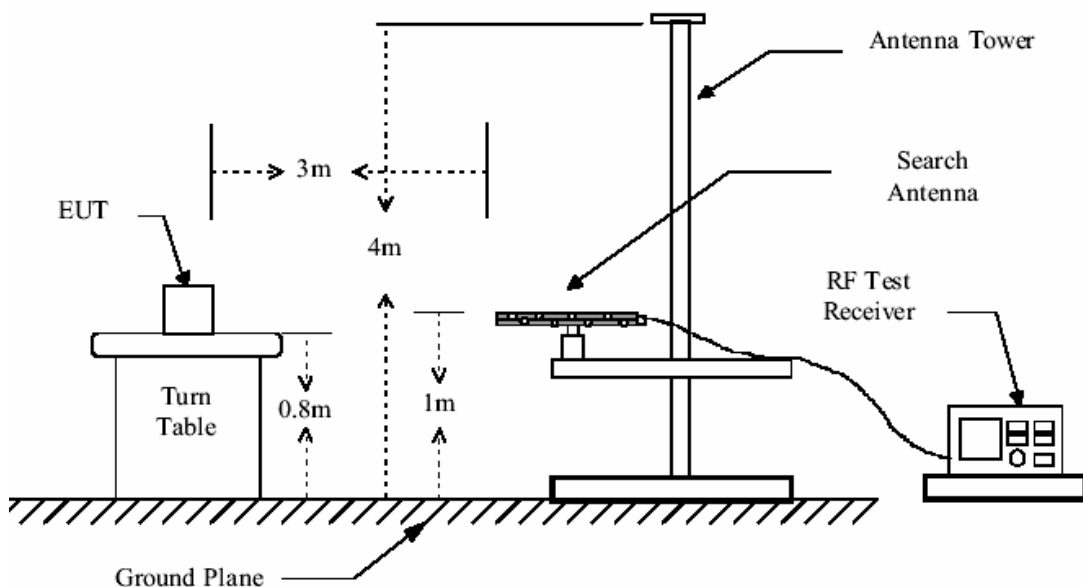 Antenna Tower
3m
Search
Antenna
EUT
4m
RF Test
Receiver
Turn
Table
0.8m
1m
Ground Plane